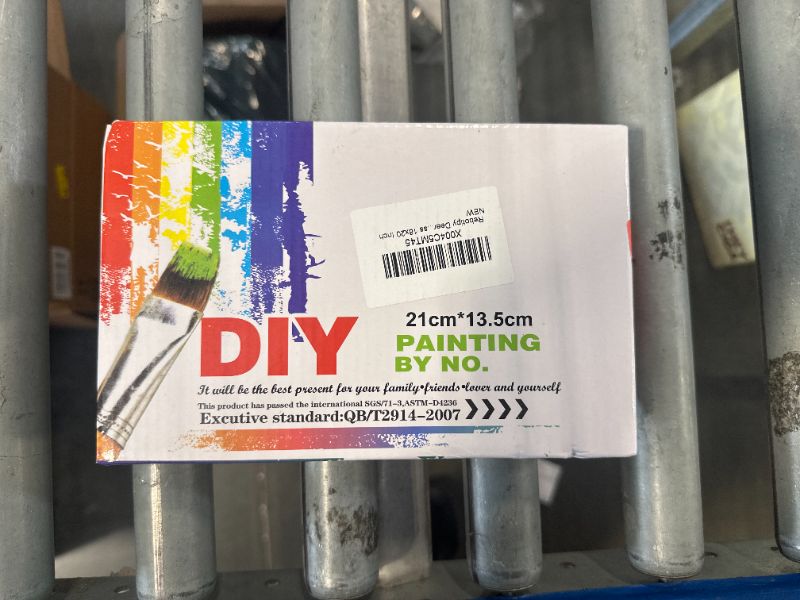 X004C5MT45
Rebotipy Deer ...ss 16x20 Inch
NEW
DIY
21cm*13.5cm
PAINTING
BY NO.
It will be the best present for your family•friends•lover and yourself
This product has passed the international SGS/71-3,ASTM-D4236
Excutive standard:QB/T2914-2007